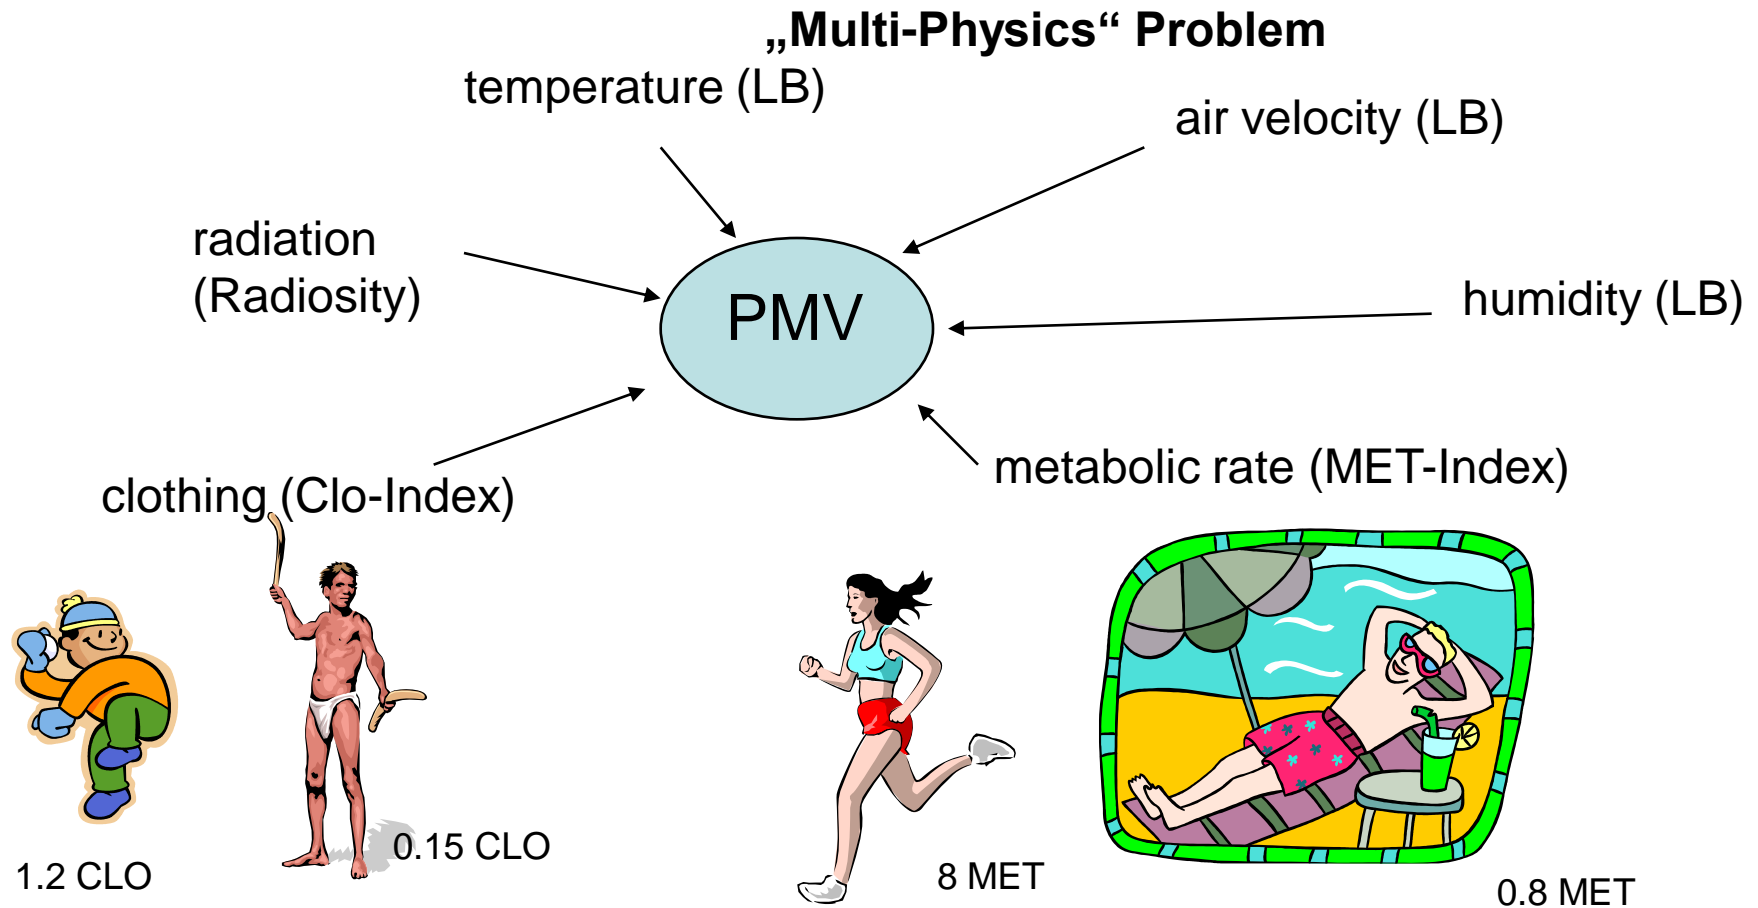 „Multi-Physics“ Problem
temperature (LB)
air velocity (LB)
radiation
(Radiosity)
PMV
humidity (LB)
clothing (Clo-Index)
metabolic rate (MET-Index)
1.2 CLO
0.15 CLO
8 MET
0.8 MET